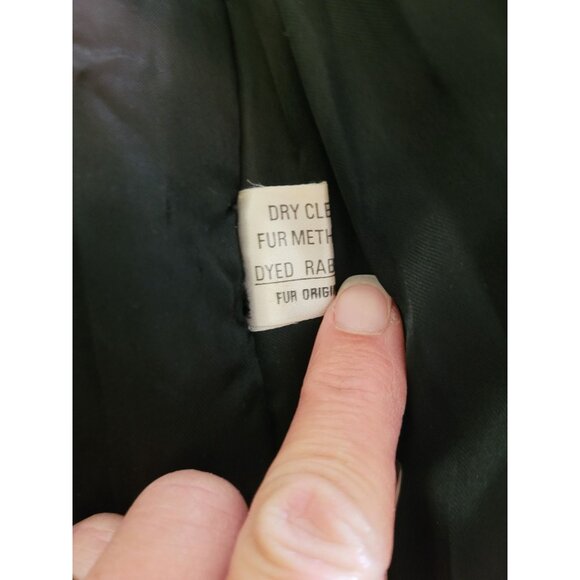 DRY CLE
FUR METH
DYED RAB
FUR ORIGI